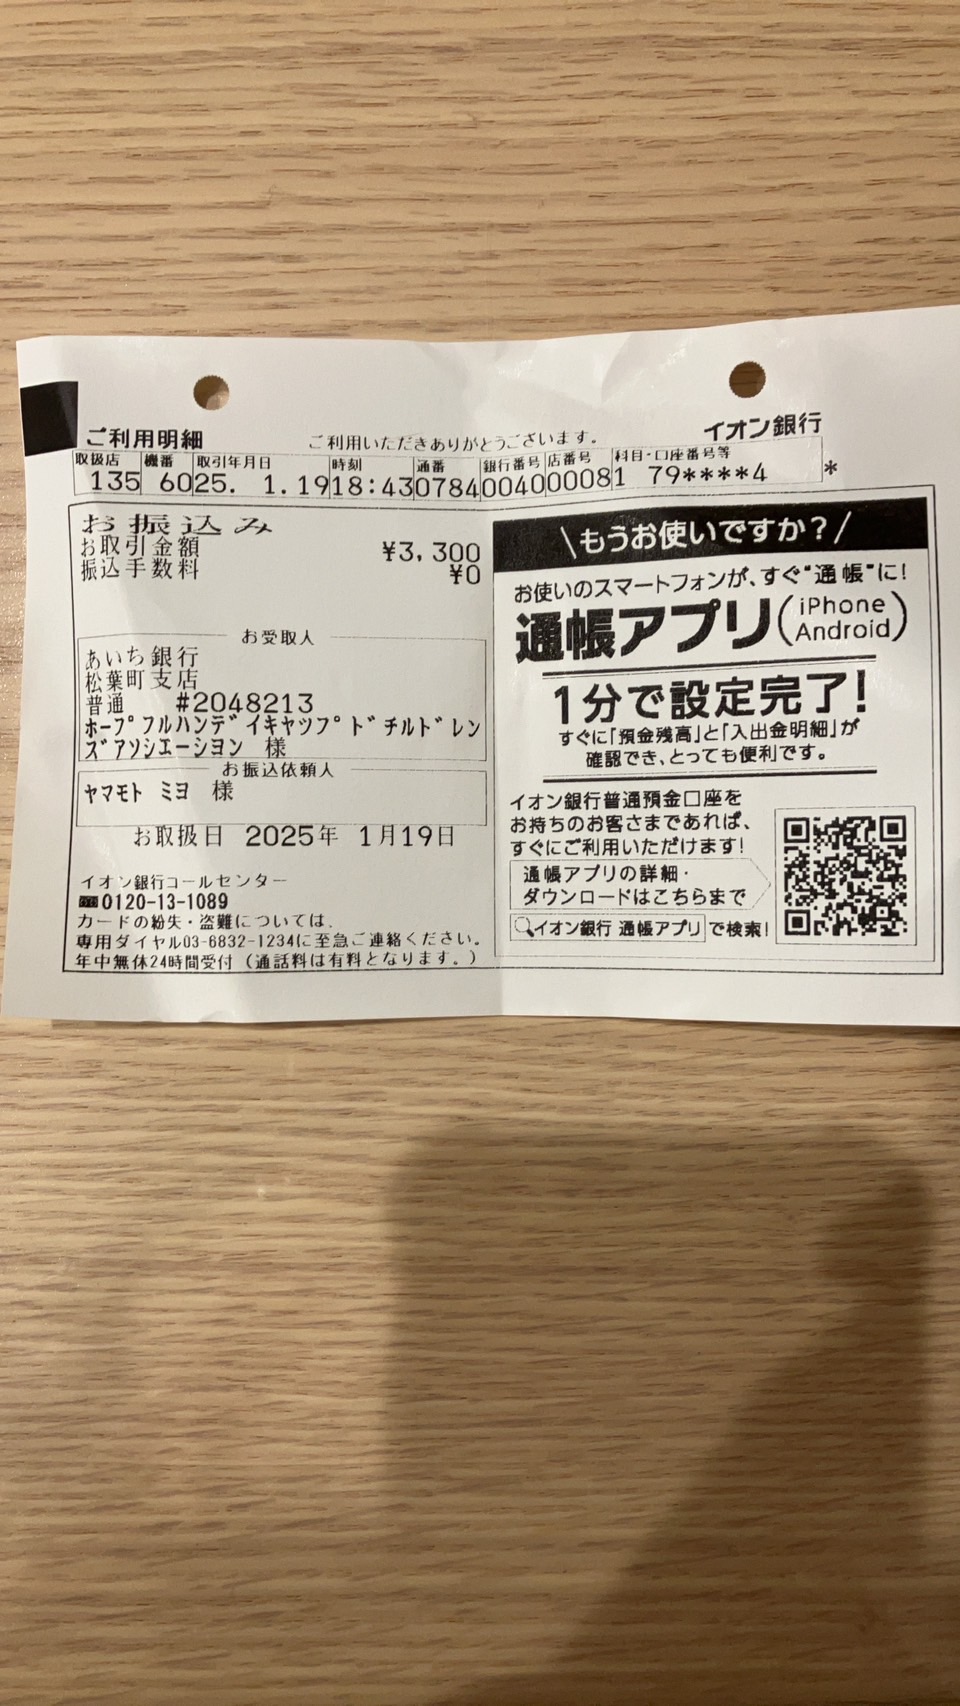 ご利用明細
ご利用いただきありがとうございます。
イオン銀行
取扱店 機番 取引年月日 時刻 通番 銀行番号 店番号 科目・口座番号等
135 60 25. 1.19 18:43 0784 0040 0008 1 79****4 *
お振込み
お取引金額 ¥3,300
振込手数料 ¥0
お受取人
あいち銀行
松葉町支店
普通 #2048213
ホープフルハンデイキャップドチルドレン
ズアソシエーション 様
お振込依頼人
ヤマモト ミヨ 様
お取扱日 2025年 1月19日
イオン銀行コールセンター
0120-13-1089
カードの紛失・盗難については、
専用ダイヤル03-6832-1234に至急ご連絡ください。
年中無休24時間受付(通話料は有料となります。)
\もうお使いですか?/
お使いのスマートフォンが、すぐ"通帳"に!
通帳アプリ(iPhone Android)
1分で設定完了!
すぐに「預金残高」と「入出金明細」が
確認でき、とっても便利です。
イオン銀行普通預金口座を
お持ちのお客さまであれば、
すぐにご利用いただけます!
通帳アプリの詳細・
ダウンロードはこちらまで
イオン銀行 通帳アプリ で検索!